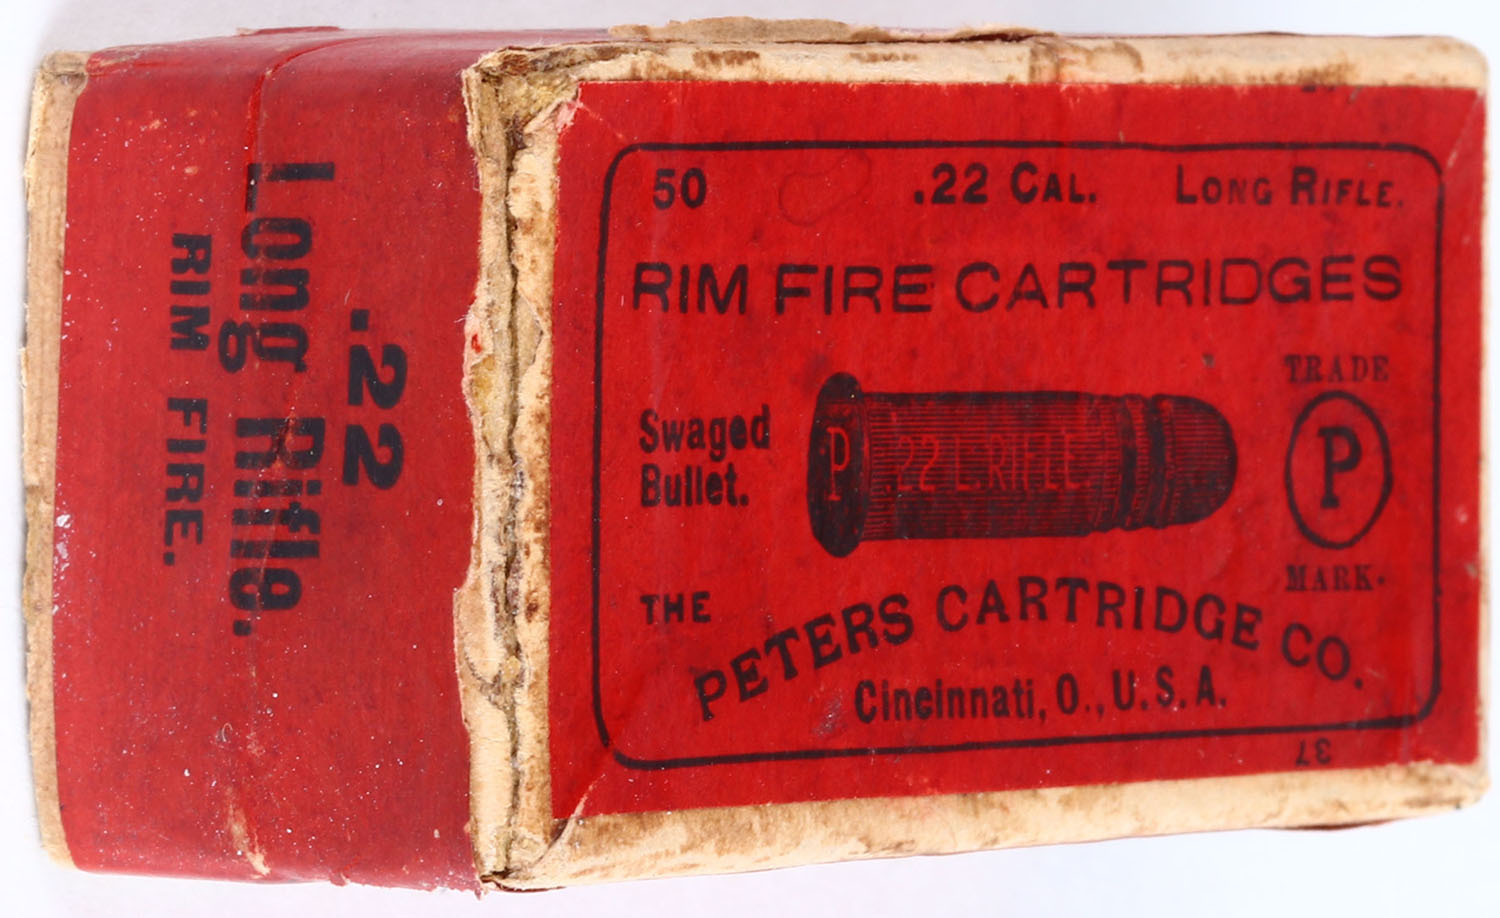 50 .22 CAL. LONG RIFLE.
RIM FIRE CARTRIDGES
TRADE
P
MARK.
Swaged
Bullet.
P .22 L. RIFLE.
THE
PETERS CARTRIDGE CO.
Cincinnati, O., U.S.A.
37
.22
Long Rifle.
RIM FIRE.